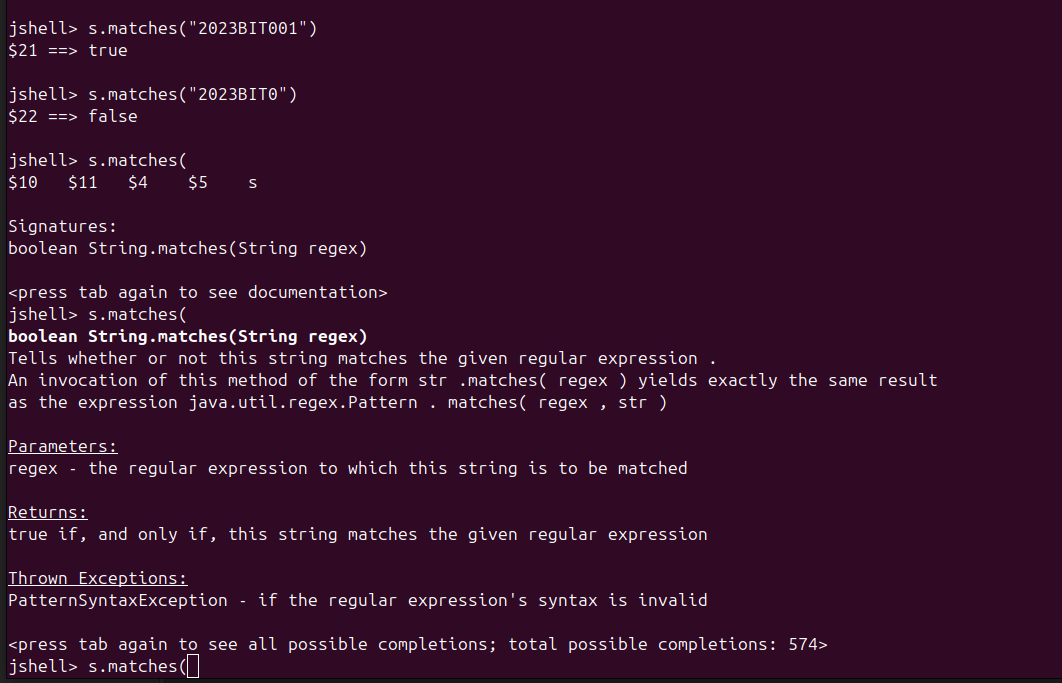 jshell> s.matches("2023BIT001")
$21 ==> true
jshell> s.matches("2023BIT0")
$22 ==> false
jshell> s.matches(
$10   $11   $4    $5    s
Signatures:
boolean String.matches(String regex)
<press tab again to see documentation>
jshell> s.matches(
boolean String.matches(String regex)
Tells whether or not this string matches the given regular expression .
An invocation of this method of the form str .matches( regex ) yields exactly the same result
as the expression java.util.regex.Pattern . matches( regex , str )
Parameters:
regex - the regular expression to which this string is to be matched
Returns:
true if, and only if, this string matches the given regular expression
Thrown Exceptions:
PatternSyntaxException - if the regular expression's syntax is invalid
<press tab again to see all possible completions; total possible completions: 574>
jshell> s.matches(